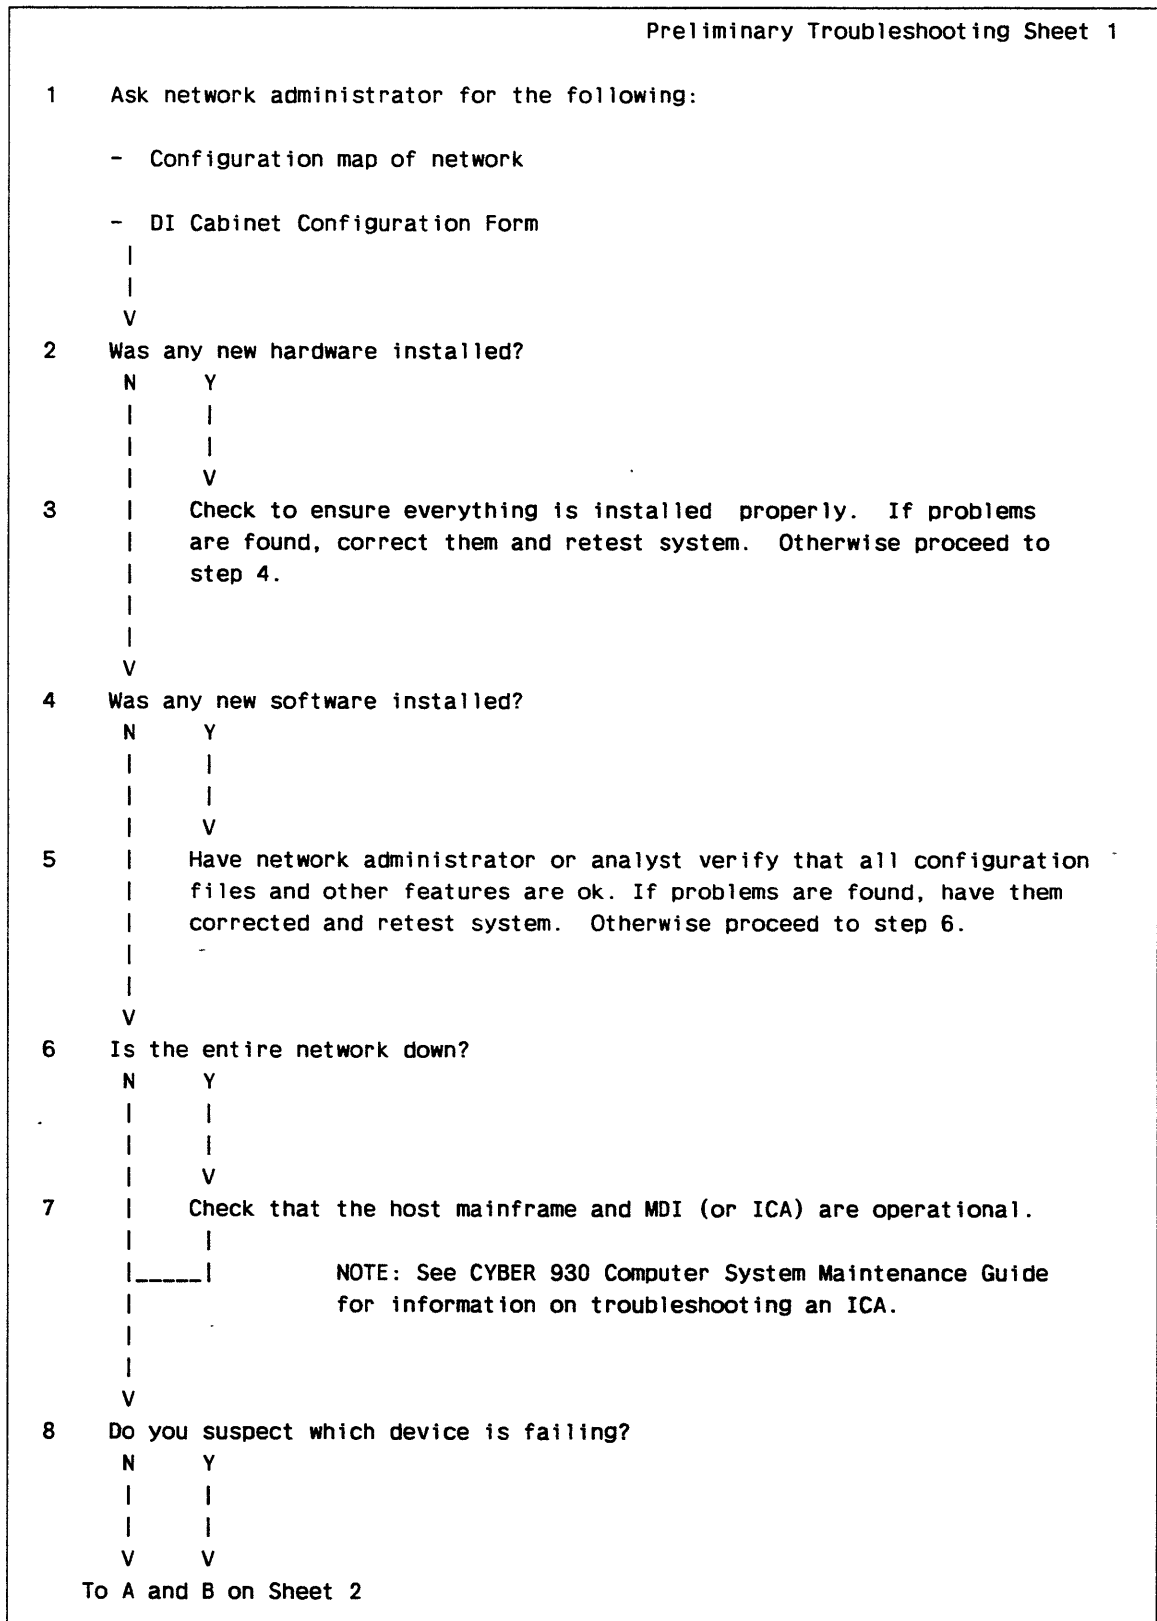 Preliminary Troubleshooting Sheet 1
1 Ask network administrator for the following:
- Configuration map of network
- DI Cabinet Configuration Form
|
|
V
2 Was any new hardware installed?
N Y
| |
| |
| V
3 | Check to ensure everything is installed properly. If problems
| are found, correct them and retest system. Otherwise proceed to
| step 4.
|
|
V
4 Was any new software installed?
N Y
| |
| |
| V
5 | Have network administrator or analyst verify that all configuration
| files and other features are ok. If problems are found, have them
| corrected and retest system. Otherwise proceed to step 6.
|
|
V
6 Is the entire network down?
N Y
| |
| |
| V
7 | Check that the host mainframe and MDI (or ICA) are operational.
| |
|_____| NOTE: See CYBER 930 Computer System Maintenance Guide
| for information on troubleshooting an ICA.
|
|
V
8 Do you suspect which device is failing?
N Y
| |
| |
V V
To A and B on Sheet 2